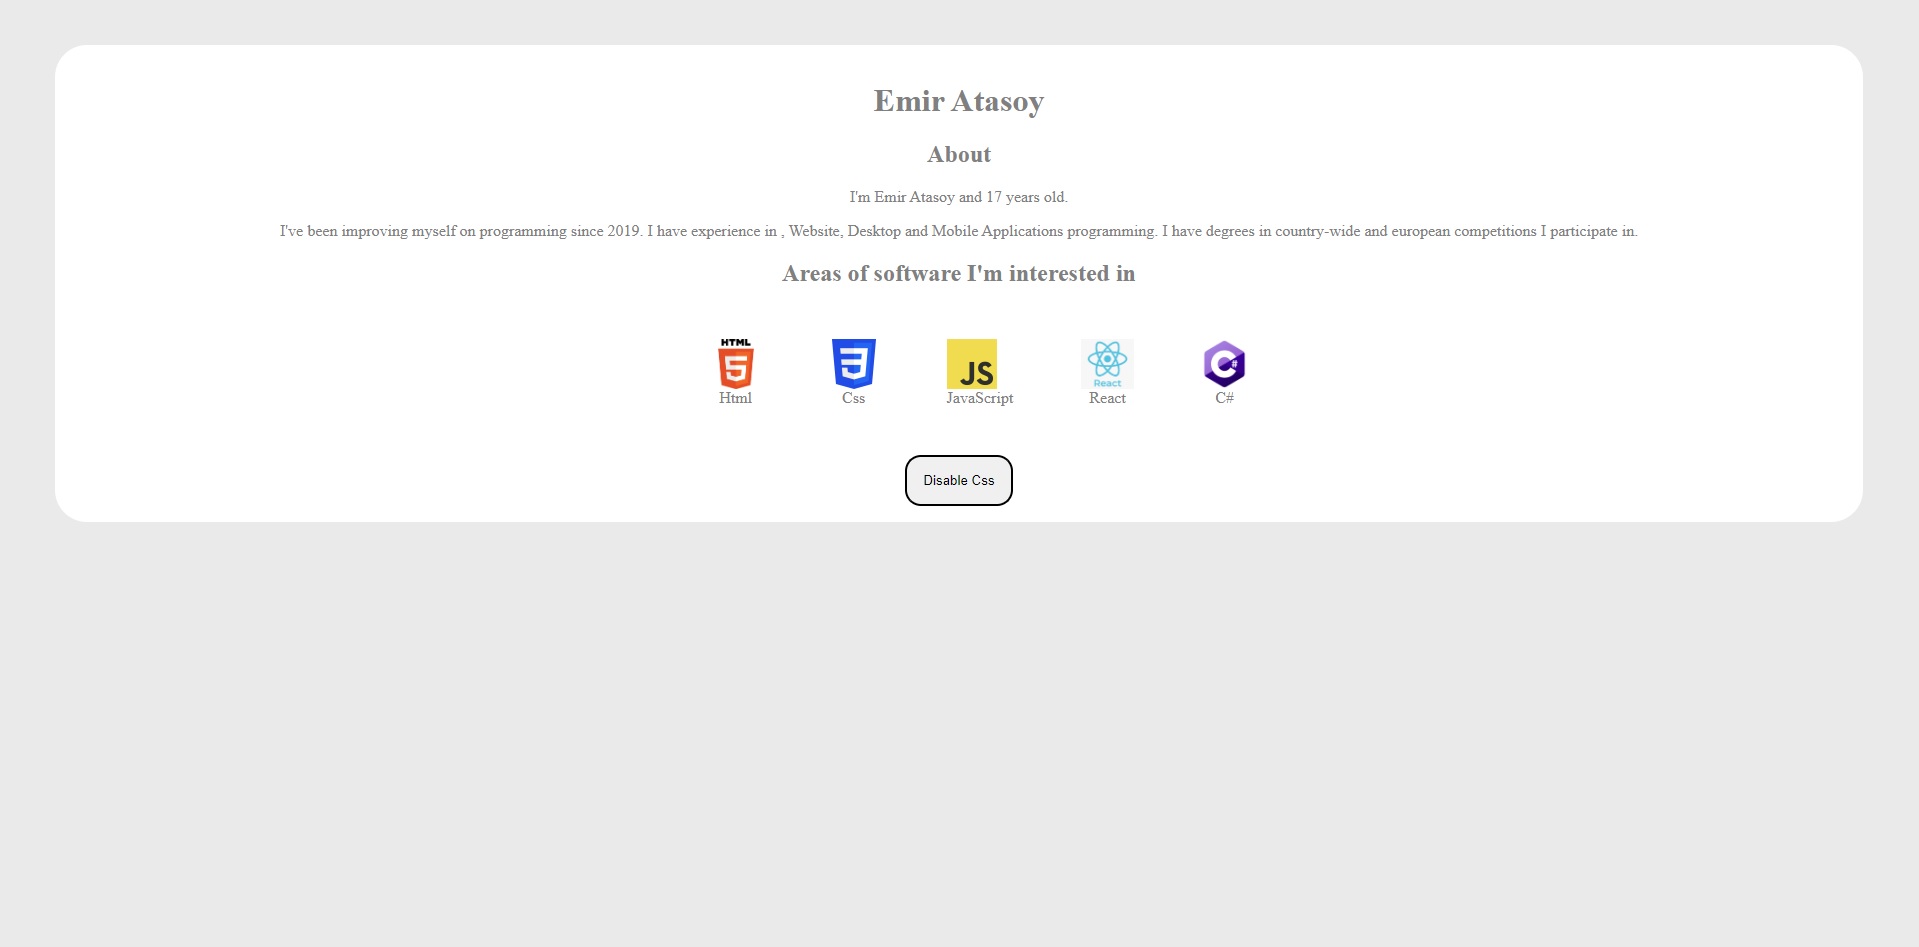 Emir Atasoy
About
I'm Emir Atasoy and 17 years old.
I've been improving myself on programming since 2019. I have experience in , Website, Desktop and Mobile Applications programming. I have degrees in country-wide and european competitions I participate in.
Areas of software I'm interested in
HTML
5
3
JS
React
C#
Html
Css
JavaScript
React
C#
Disable Css